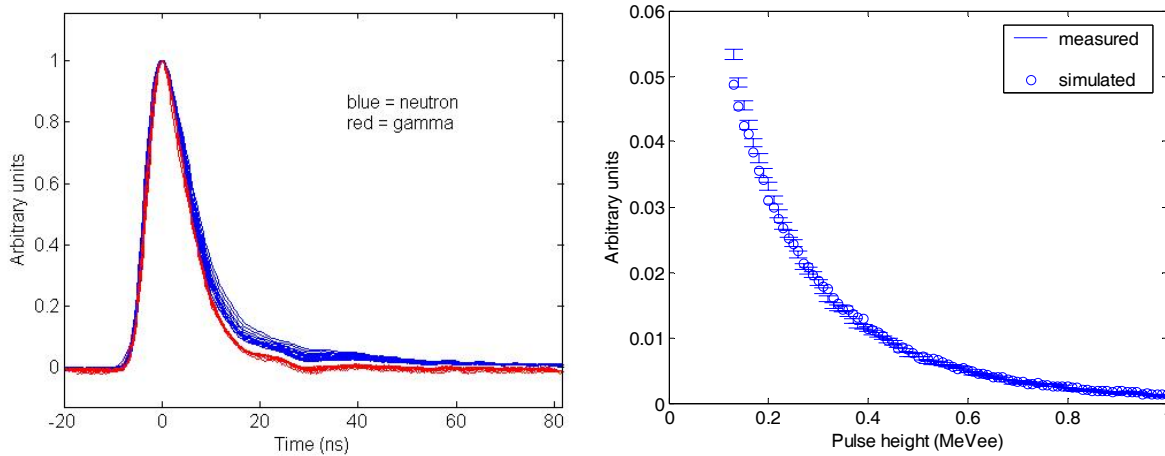 1
0.8
0.6
0.4
0.2
0
-20 0 20 40 60 80
Time (ns)
Arbitrary units
blue = neutron
red = gamma
0.06
0.05
0.04
0.03
0.02
0.01
0
0 0.2 0.4 0.6 0.8 1
Pulse height (MeVee)
Arbitrary units
measured
simulated